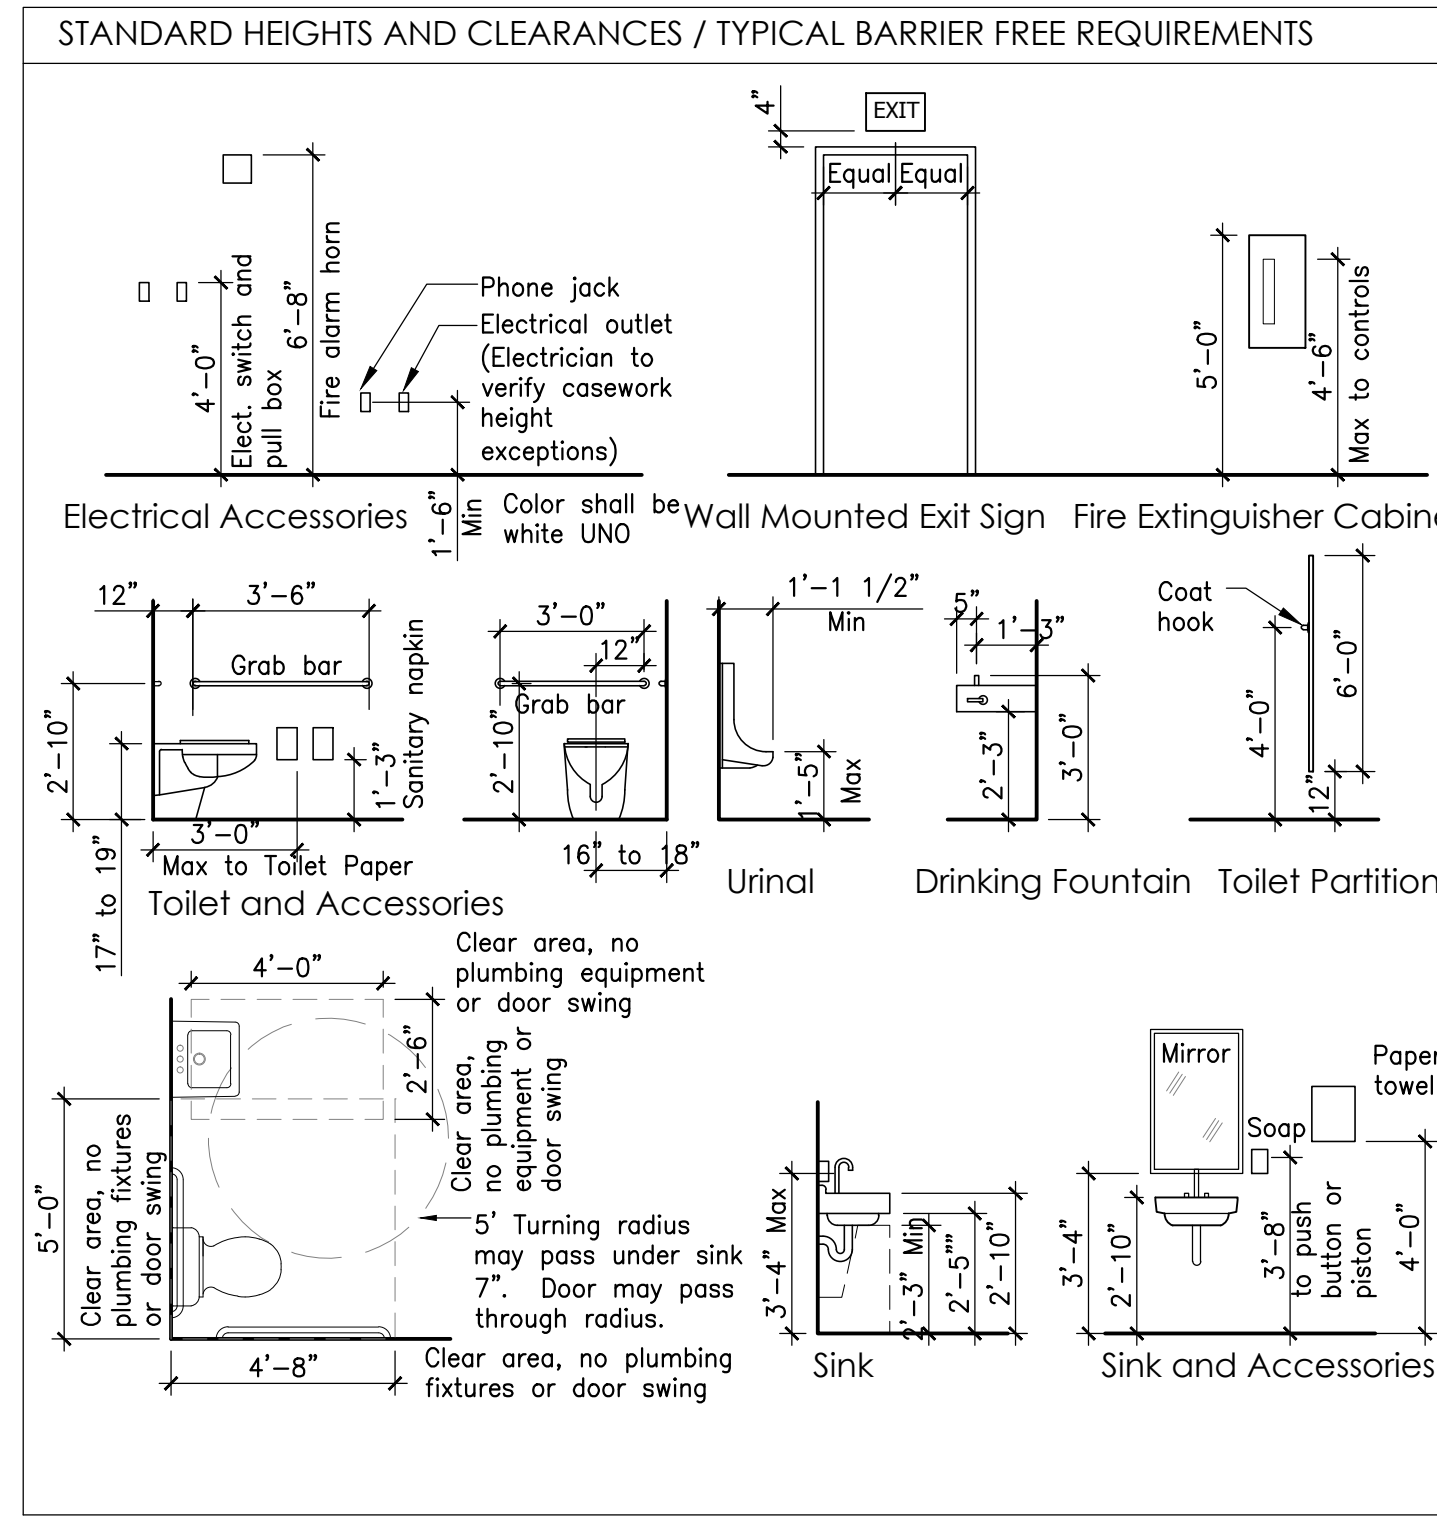 STANDARD HEIGHTS AND CLEARANCES / TYPICAL BARRIER FREE REQUIREMENTS
4"
EXIT
Equal
Equal
Phone jack
Electrical outlet
(Electrician to
verify casework
height
exceptions)
4'-0"
Elect. switch and
pull box
6'-8"
Fire alarm horn
5'-0"
4'-6"
Max to controls
1'-6"
Min
Color shall be
white UNO
Electrical Accessories
Wall Mounted Exit Sign
Fire Extinguisher Cabine
12"
3'-6"
Grab bar
2'-10"
17" to 19"
1'-3"
Sanitary napkin
3'-0"
Max to Toilet Paper
Toilet and Accessories
3'-0"
12"
Grab bar
2'-10"
16" to 18"
1'-1 1/2"
Min
1'-5"
Max
Urinal
5"
1'-3"
2'-3"
3'-0"
Drinking Fountain
Coat
hook
4'-0"
6'-0"
12"
Toilet Partition
4'-0"
Clear area, no
plumbing equipment
or door swing
2'-6"
Clear area,
no plumbing
equipment or
door swing
5'-0"
Clear area, no
plumbing fixtures
or door swing
5' Turning radius
may pass under sink
7". Door may pass
through radius.
4'-8"
Clear area, no plumbing
fixtures or door swing
3'-4" Max
2'-3" Min
2'-5""
2'-10"
Sink
Mirror
Soap
Paper
towel
3'-4"
2'-10"
3'-8"
to push
button or
piston
4'-0"
Sink and Accessories